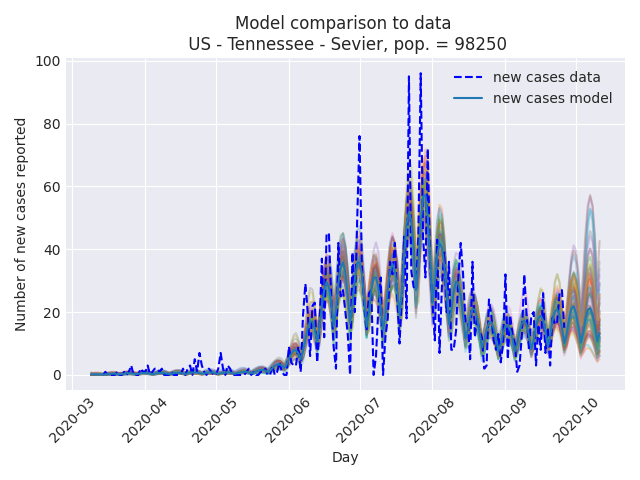 Model comparison to data
US - Tennessee - Sevier, pop. = 98250
new cases data
new cases model
Number of new cases reported
100
80
60
40
20
0
2020-03
2020-04
2020-05
2020-06
2020-07
2020-08
2020-09
2020-10
Day